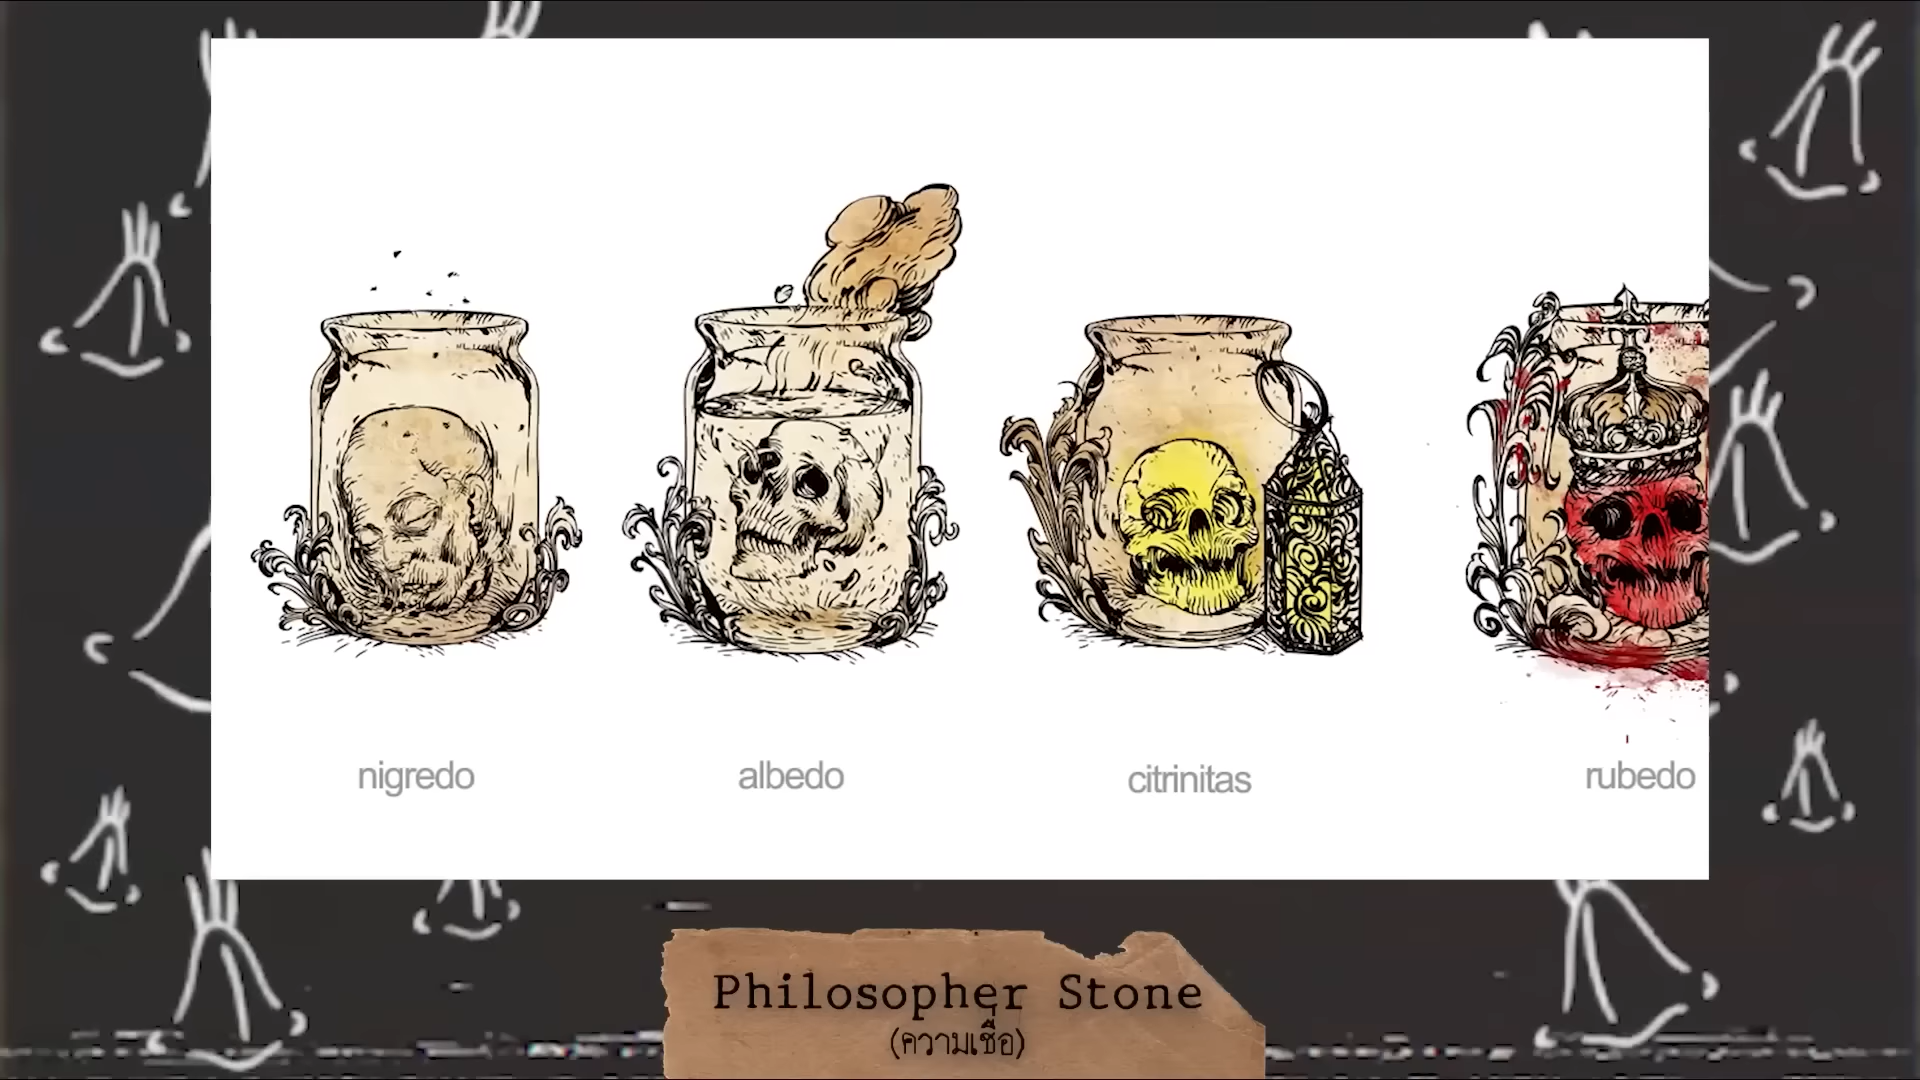 nigredo
albedo
citrinitas
rubedo
Philosopher Stone
(ความเชื่อ)